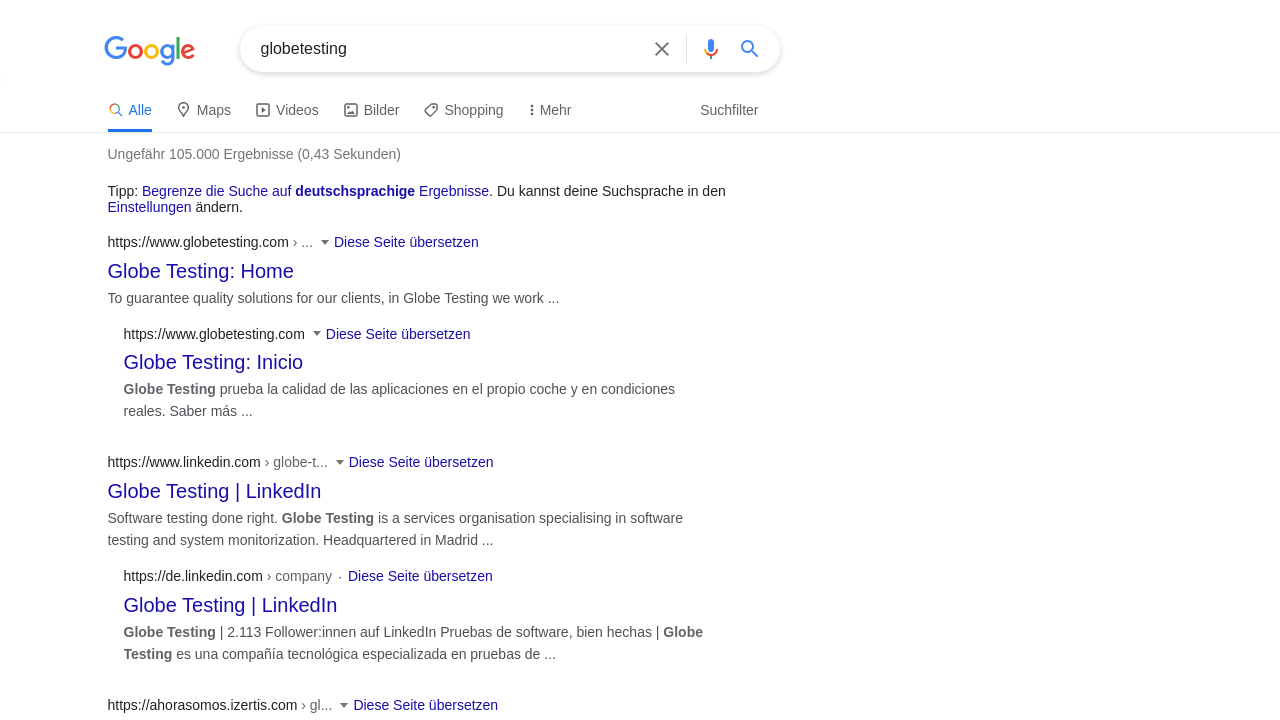 Google
globetesting
Alle Maps Videos Bilder Shopping Mehr Suchfilter
Ungefähr 105.000 Ergebnisse (0,43 Sekunden)
Tipp: Begrenze die Suche auf deutschsprachige Ergebnisse. Du kannst deine Suchsprache in den
Einstellungen ändern.
https://www.globetesting.com › ... Diese Seite übersetzen
Globe Testing: Home
To guarantee quality solutions for our clients, in Globe Testing we work ...
https://www.globetesting.com Diese Seite übersetzen
Globe Testing: Inicio
Globe Testing prueba la calidad de las aplicaciones en el propio coche y en condiciones
reales. Saber más ...
https://www.linkedin.com › globe-t... Diese Seite übersetzen
Globe Testing | LinkedIn
Software testing done right. Globe Testing is a services organisation specialising in software
testing and system monitorization. Headquartered in Madrid ...
https://de.linkedin.com › company · Diese Seite übersetzen
Globe Testing | LinkedIn
Globe Testing | 2.113 Follower:innen auf LinkedIn Pruebas de software, bien hechas | Globe
Testing es una compañía tecnológica especializada en pruebas de ...
https://ahorasomos.izertis.com › gl... Diese Seite übersetzen